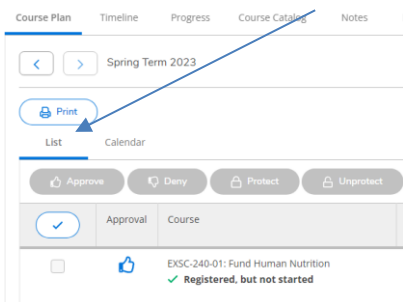 Course Plan Timeline Progress Course Catalog Notes
Spring Term 2023
Print
List Calendar
Approve Deny Protect Unprotect
Approval Course
EXSC-240-01: Fund Human Nutrition
Registered, but not started